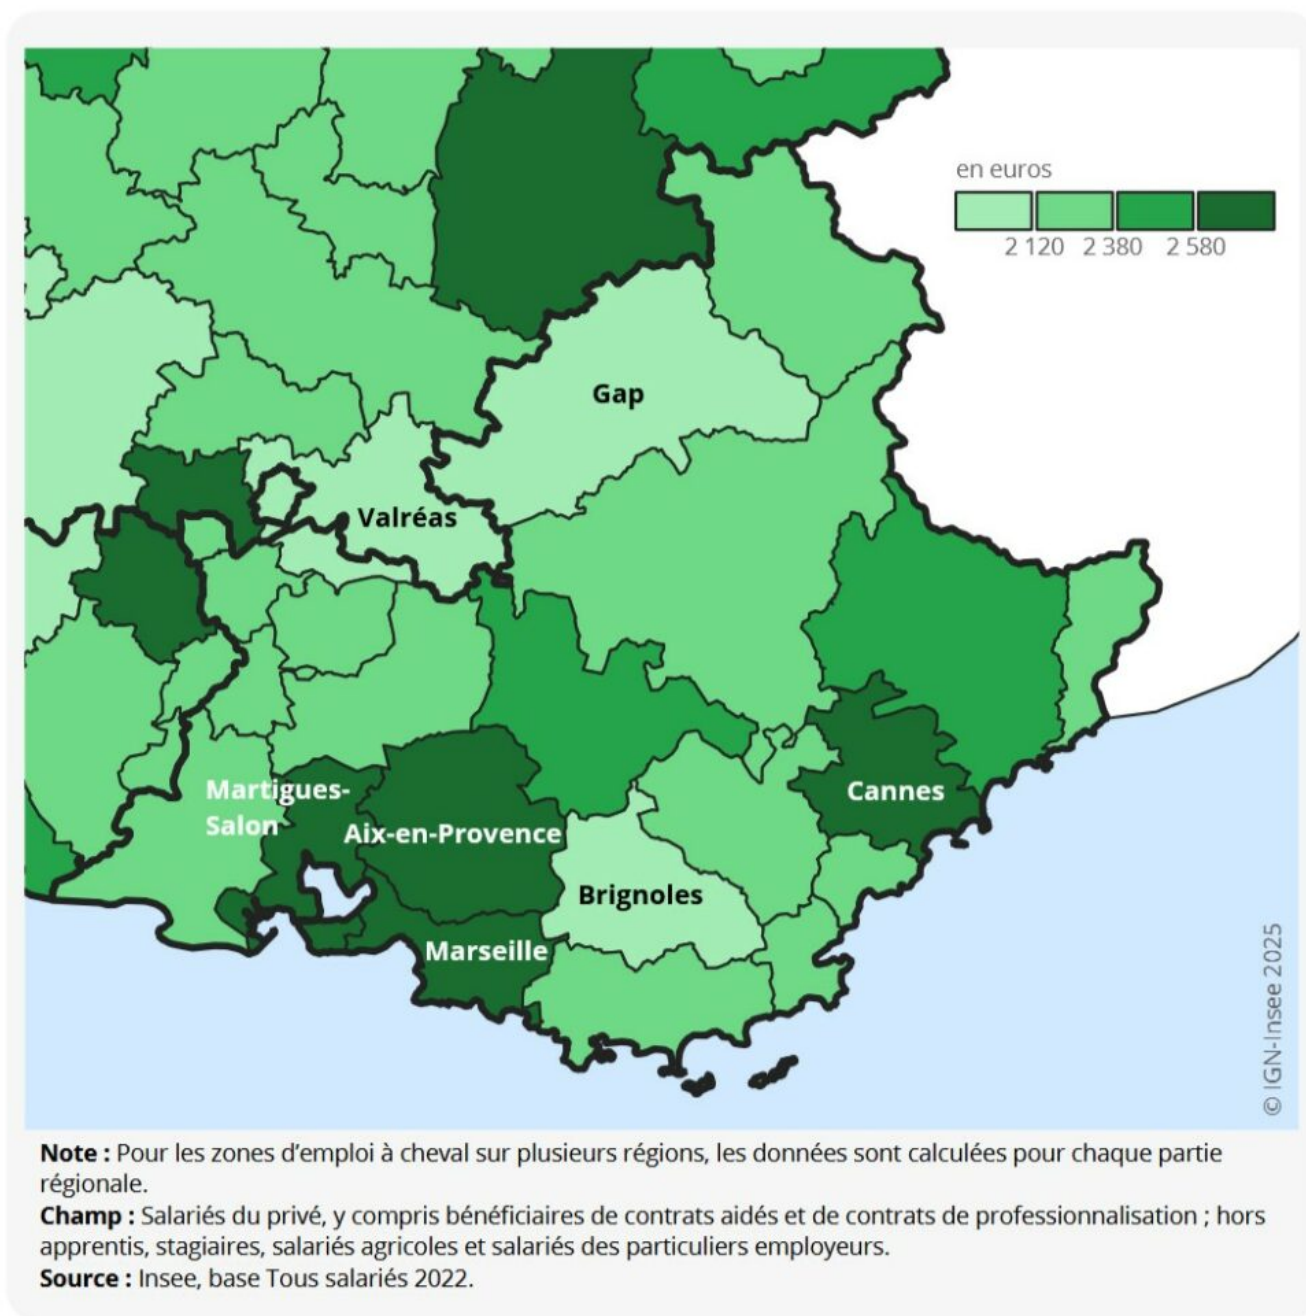 en euros
2 120 2 380 2 580
Gap
Valréas
Martigues-
Salon
Cannes
Aix-en-Provence
Brignoles
Marseille
© IGN-Insee 2025
Note : Pour les zones d’emploi à cheval sur plusieurs régions, les données sont calculées pour chaque partie
régionale.
Champ : Salariés du privé, y compris bénéficiaires de contrats aidés et de contrats de professionnalisation ; hors
apprentis, stagiaires, salariés agricoles et salariés des particuliers employeurs.
Source : Insee, base Tous salariés 2022.